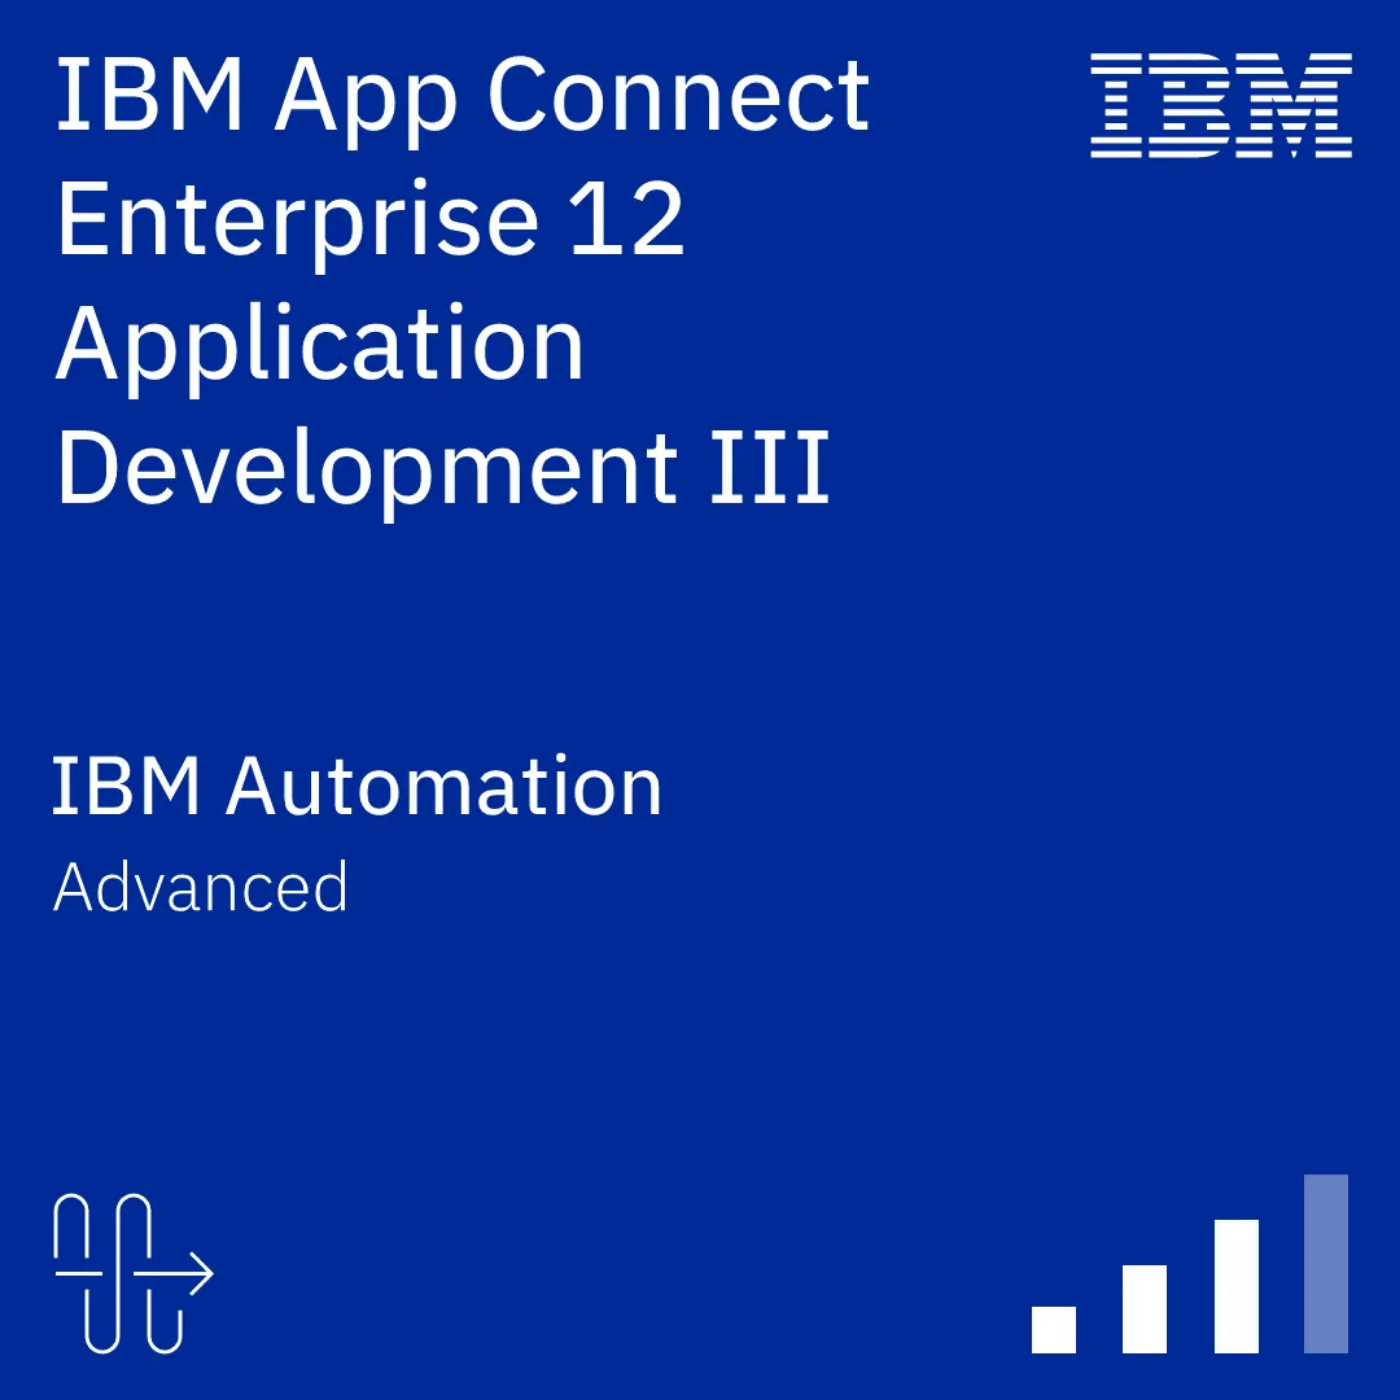 IBM App Connect
IBM
Enterprise 12
Application
Development III
IBM Automation
Advanced